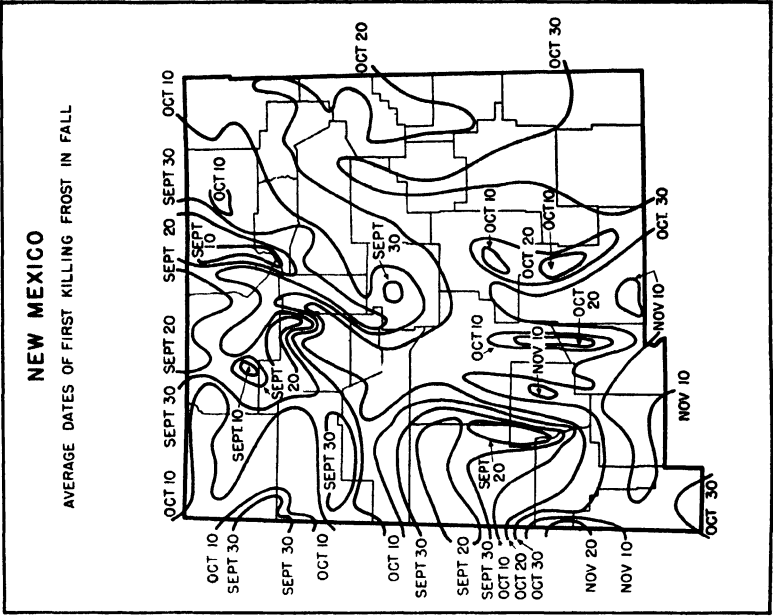 NEW MEXICO
AVERAGE DATES OF FIRST KILLING FROST IN FALL
OCT 10
SEPT 30
SEPT 20
SEPT 20
SEPT 30
OCT 10
SEPT
10
OCT 10
OCT 10
SEPT 30
SEPT 10
SEPT
20
SEPT 30
OCT 10
SEPT 30
SEPT
30
OCT 20
OCT 10
SEPT 30
SEPT 20
SEPT 30
OCT 10
OCT 20
OCT 30
SEPT
20
OCT 10
OCT 10
NOV 10
OCT 20
OCT 10
OCT 30
OCT
20
NOV 20
NOV 10
NOV 10
OCT 30
OCT 30
NOV 10
OCT 30